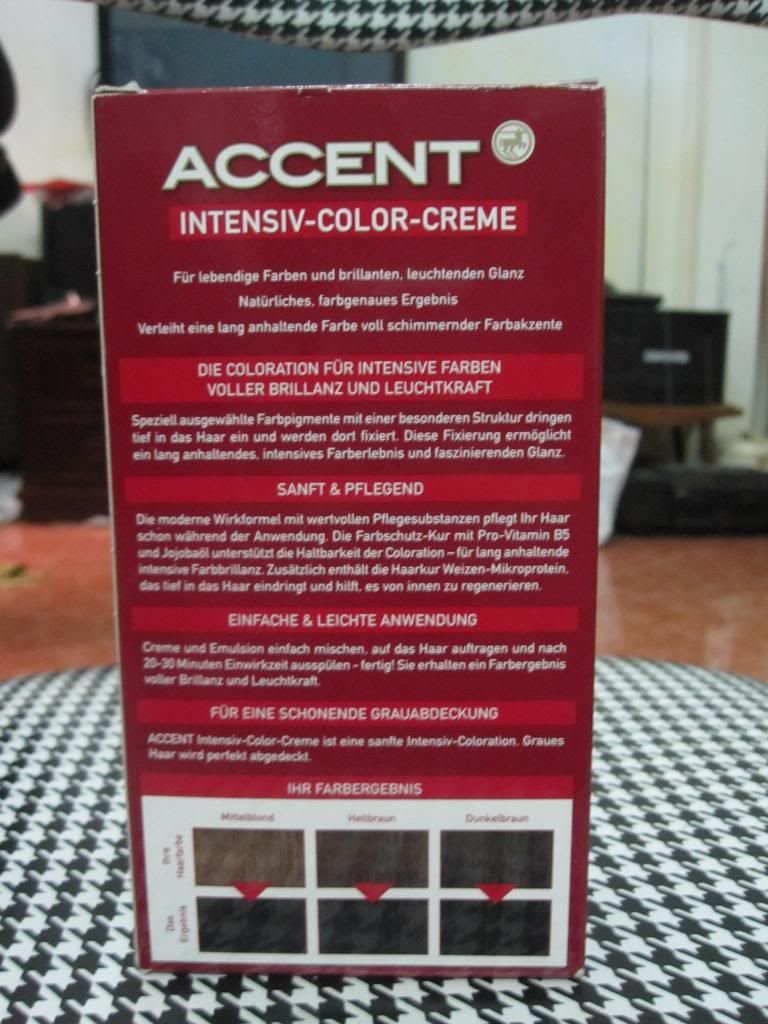 ACCENT
INTENSIV-COLOR-CREME
Für lebendige Farben und brillanten, leuchtenden Glanz
Natürliches, farbgenaues Ergebnis
Verleiht eine lang anhaltende Farbe voll schimmernder Farbakzente
DIE COLORATION FÜR INTENSIVE FARBEN
VOLLER BRILLANZ UND LEUCHTKRAFT
Speziell ausgewählte Farbpigmente mit einer besonderen Struktur dringen
tief in das Haar ein und werden dort fixiert. Diese Fixierung ermöglicht
ein lang anhaltendes, intensives Farberlebnis und faszinierenden Glanz.
SANFT & PFLEGEND
Die moderne Wirkformel mit wertvollen Pflegesubstanzen pflegt Ihr Haar
schon während der Anwendung. Die Farbschutz-Kur mit Pro-Vitamin B5
und Jojobaöl unterstützt die Haltbarkeit der Coloration – für lang anhaltende
intensive Farbbrillanz. Zusätzlich enthält die Haarkur Weizen-Mikroprotein,
das tief in das Haar eindringt und hilft, es von innen zu regenerieren.
EINFACHE & LEICHTE ANWENDUNG
Creme und Emulsion einfach mischen, auf das Haar auftragen und nach
20-30 Minuten Einwirkzeit ausspülen - fertig! Sie erhalten ein Farbergebnis
voller Brillanz und Leuchtkraft.
FÜR EINE SCHONENDE GRAUABDECKUNG
ACCENT Intensiv-Color-Creme ist eine sanfte Intensiv-Coloration. Graues
Haar wird perfekt abgedeckt.
IHR FARBERGEBNIS
Mittelblond Hellbraun Dunkelbraun
Ihre
Haarfarbe
Das
Ergebnis